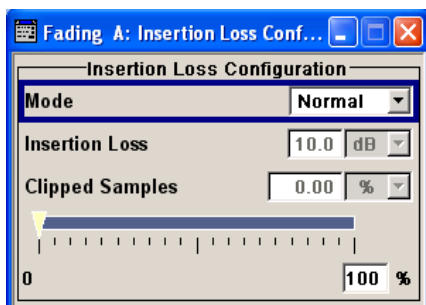 Fading A: Insertion Loss Conf...
Insertion Loss Configuration
Mode Normal
Insertion Loss 10.0 dB
Clipped Samples 0.00 %
0 100 %